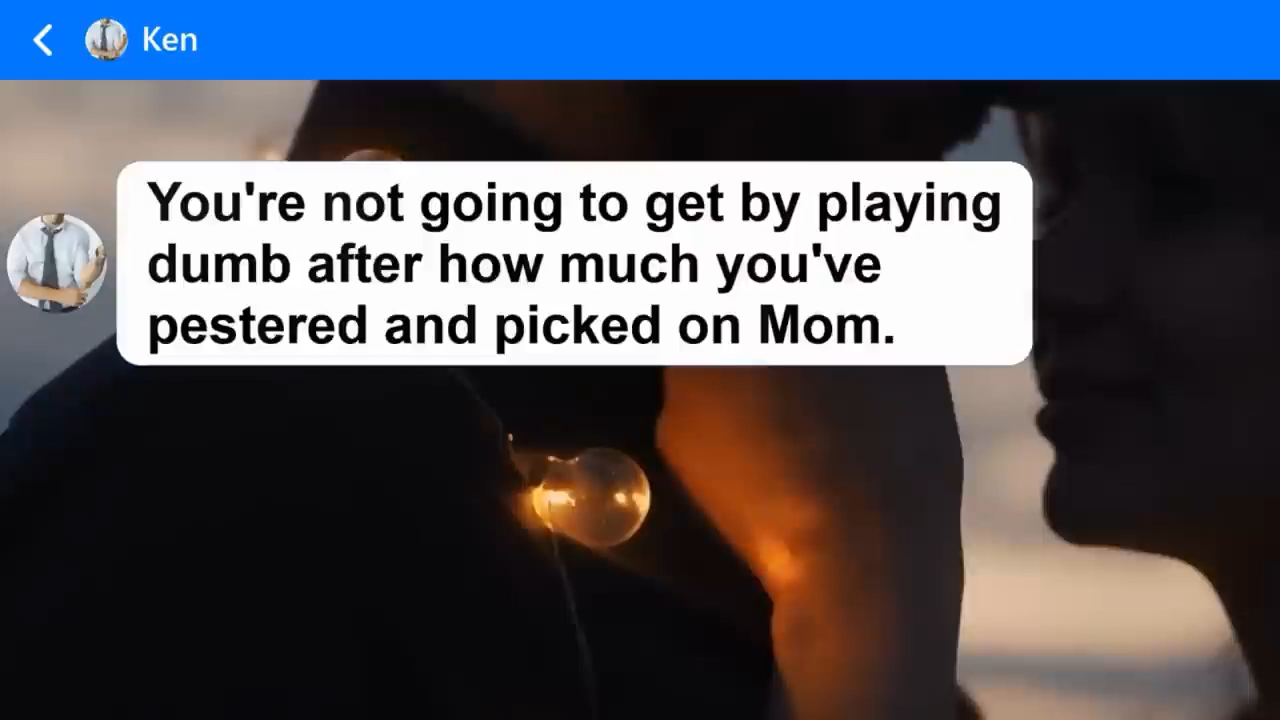 Ken
You're not going to get by playing
dumb after how much you've
pestered and picked on Mom.